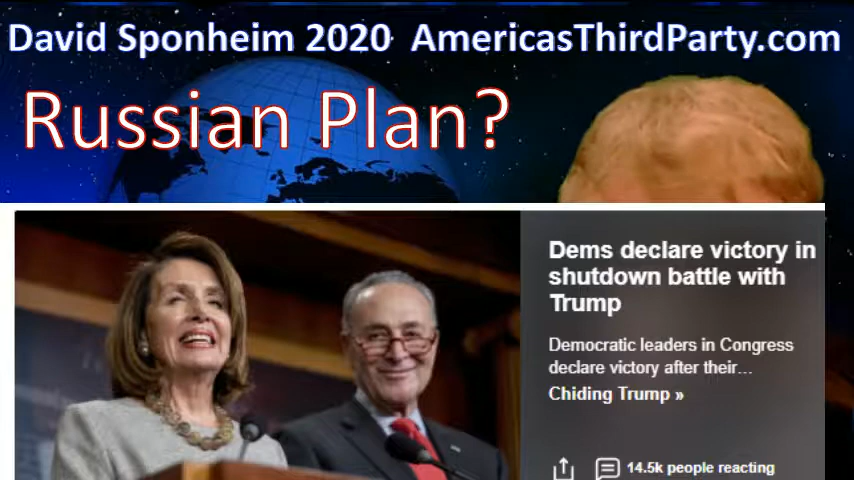 David Sponheim 2020 AmericasThirdParty.com
Russian Plan?
Dems declare victory in
shutdown battle with
Trump
Democratic leaders in Congress
declare victory after their...
Chiding Trump »
14.5k people reacting